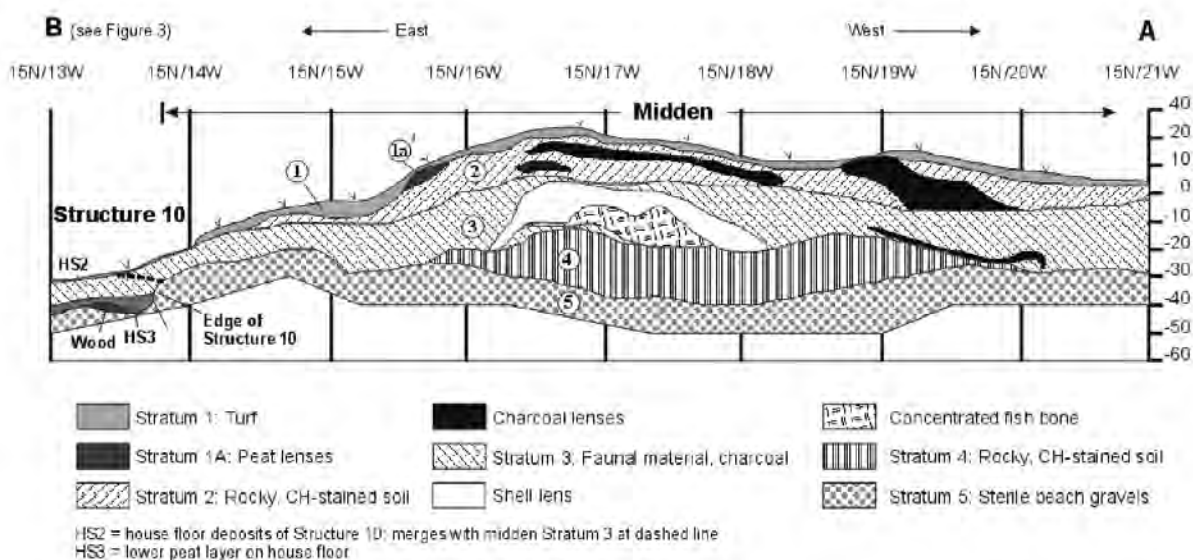 B (see Figure 3) East West A
15N/13W 15N/14W 15N/15W 15N/16W 15N/17W 15N/18W 15N/19W 15N/20W 15N/21W
Midden
40
20
10
0
-10
-20
-30
-40
-50
-60
1a
1
2
Structure 10
3
HS2
4
5
Edge of
Structure 10
Wood
HS3
Stratum 1: Turf
Charcoal lenses
Concentrated fish bone
Stratum 1A: Peat lenses
Stratum 3: Faunal material, charcoal
Stratum 4: Rocky, CH-stained soil
Stratum 2: Rocky, CH-stained soil
Shell lens
Stratum 5: Sterile beach gravels
HS2 = house floor deposits of Structure 10: merges with midden Stratum 3 at dashed line
HS3 = lower peat layer on house floor